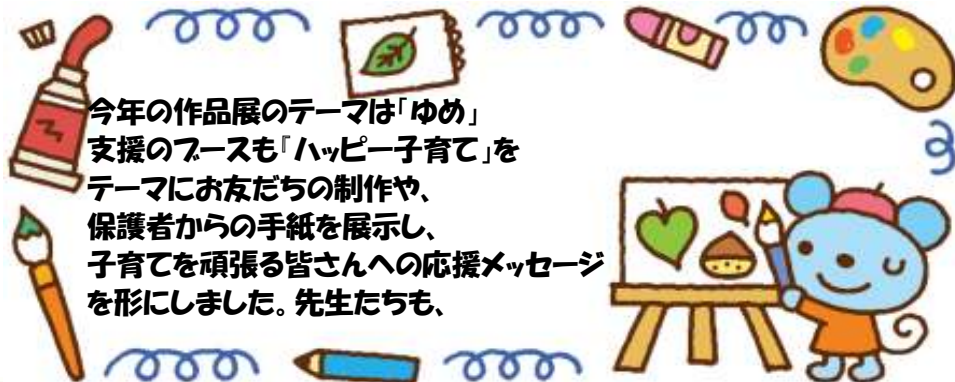 今年の作品展のテーマは「ゆめ」
支援のブースも『ハッピー子育て」を
テーマにお友だちの制作や、
保護者からの手紙を展示し、
子育てを頑張る皆さんへの応援メッセージ
を形にしました。先生たちも、